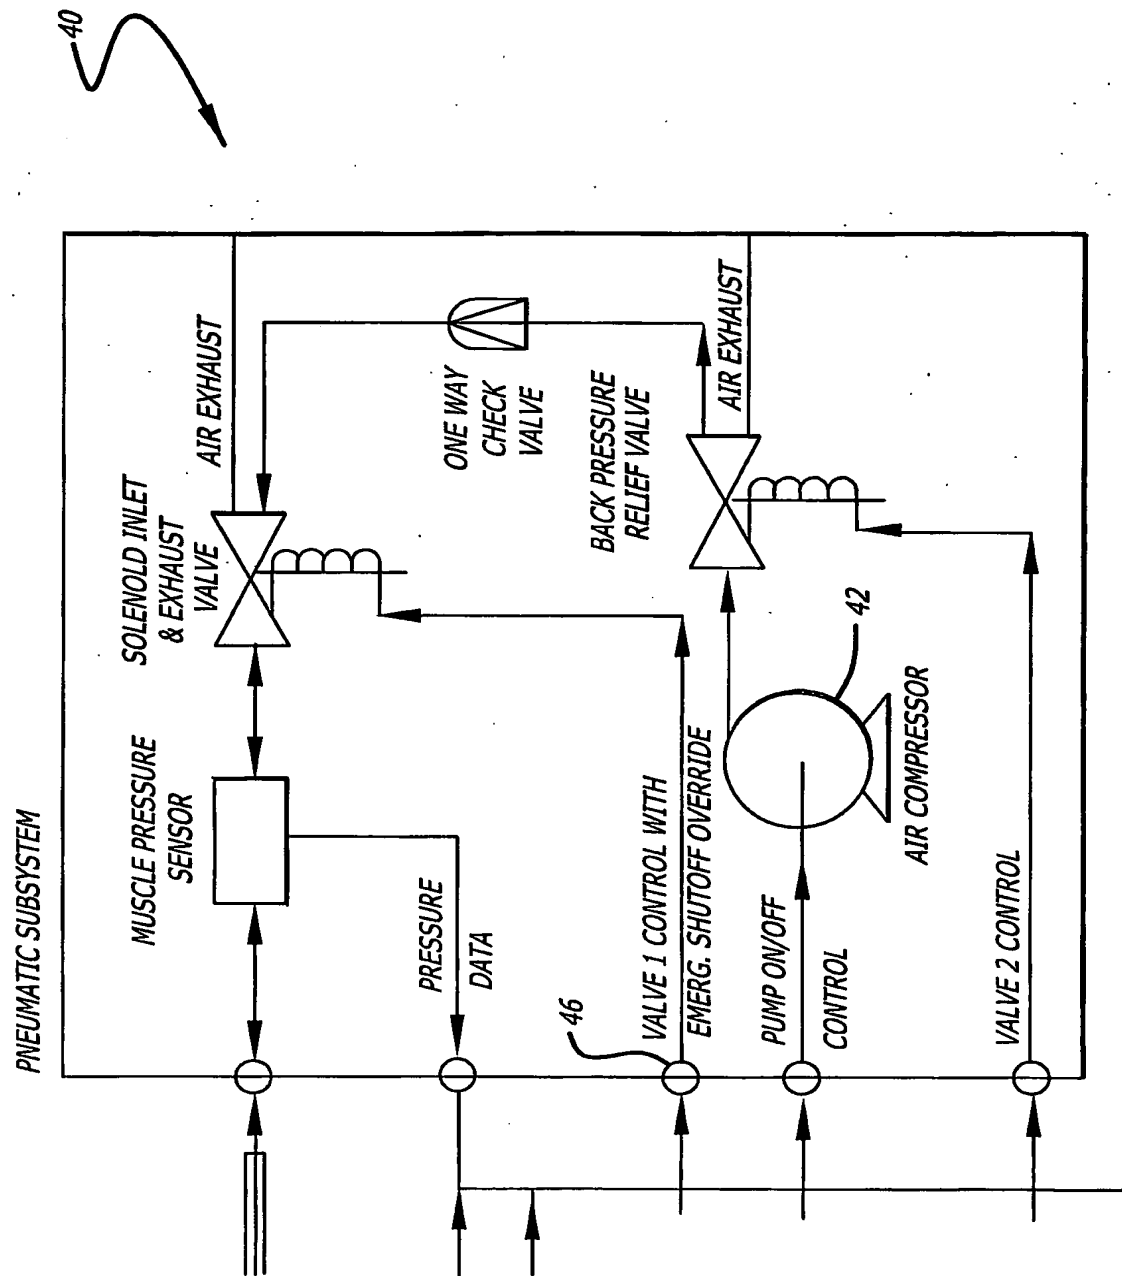 PNEUMATIC SUBSYSTEM
40
MUSCLE PRESSURE
SENSOR
SOLENOLD INLET
& EXHAUST
VALVE
AIR EXHAUST
PRESSURE
DATA
ONE WAY
CHECK
VALVE
BACK PRESSURE
RELIEF VALVE
AIR EXHAUST
46
VALVE 1 CONTROL WITH
EMERG. SHUTOFF OVERRIDE
PUMP ON/OFF
CONTROL
42
AIR COMPRESSOR
VALVE 2 CONTROL